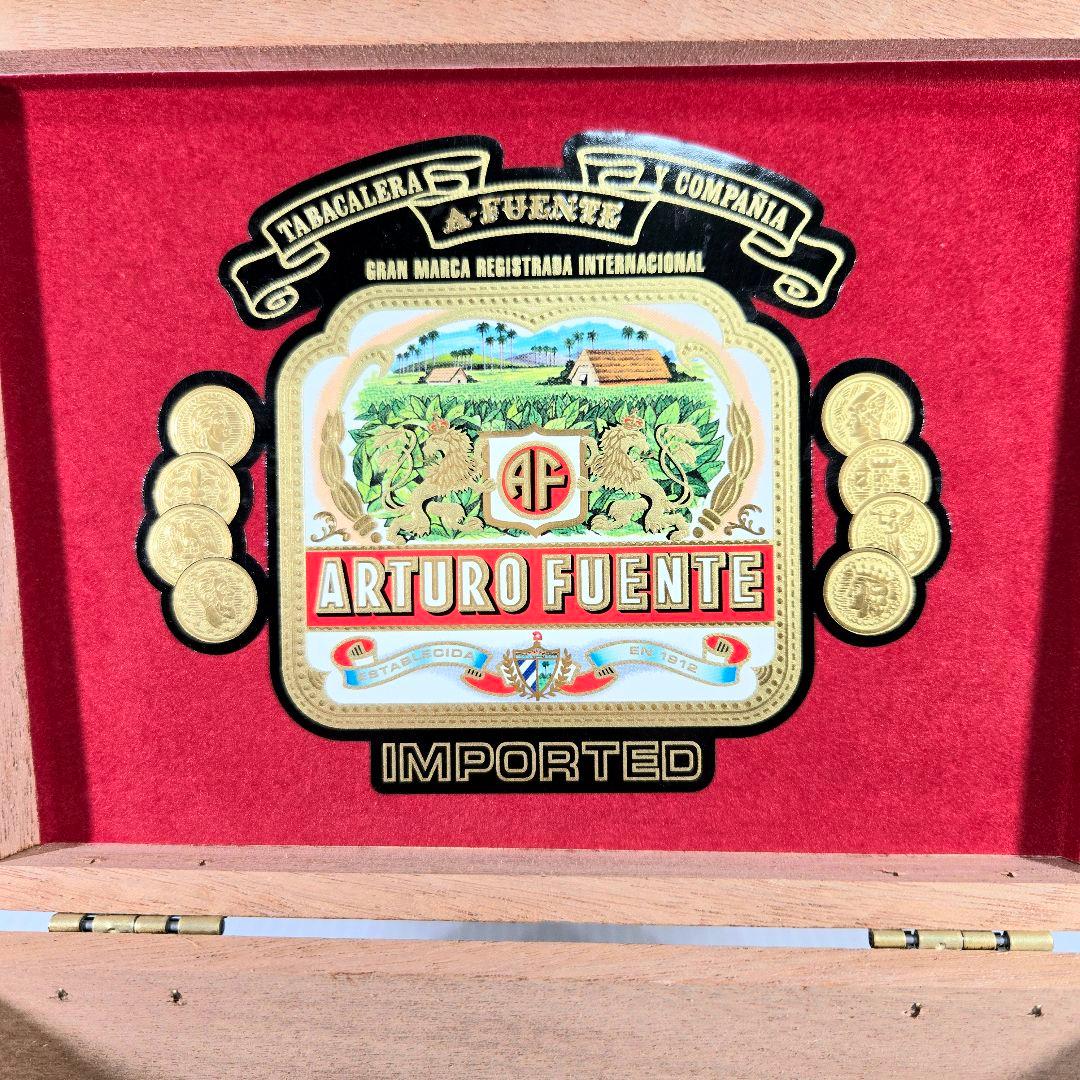 TABACALERA
A·FUENTE
Y COMPAÑIA
GRAN MARCA REGISTRADA INTERNACIONAL
AF
ARTURO FUENTE
ESTABLECIDA EN 1912
IMPORTED